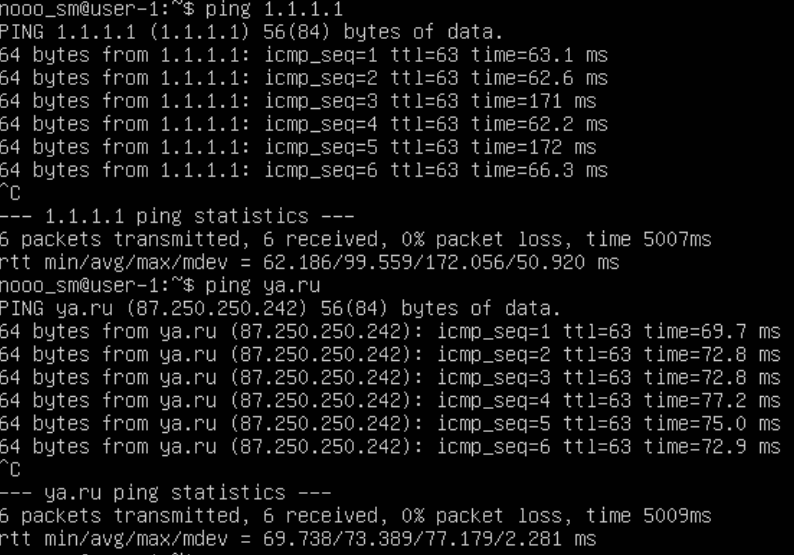 nooo_sm@user-1:~$ ping 1.1.1.1
PING 1.1.1.1 (1.1.1.1) 56(84) bytes of data.
64 bytes from 1.1.1.1: icmp_seq=1 ttl=63 time=63.1 ms
64 bytes from 1.1.1.1: icmp_seq=2 ttl=63 time=62.6 ms
64 bytes from 1.1.1.1: icmp_seq=3 ttl=63 time=171 ms
64 bytes from 1.1.1.1: icmp_seq=4 ttl=63 time=62.2 ms
64 bytes from 1.1.1.1: icmp_seq=5 ttl=63 time=172 ms
64 bytes from 1.1.1.1: icmp_seq=6 ttl=63 time=66.3 ms
^C
--- 1.1.1.1 ping statistics ---
6 packets transmitted, 6 received, 0% packet loss, time 5007ms
rtt min/avg/max/mdev = 62.186/99.559/172.056/50.920 ms
nooo_sm@user-1:~$ ping ya.ru
PING ya.ru (87.250.250.242) 56(84) bytes of data.
64 bytes from ya.ru (87.250.250.242): icmp_seq=1 ttl=63 time=69.7 ms
64 bytes from ya.ru (87.250.250.242): icmp_seq=2 ttl=63 time=72.8 ms
64 bytes from ya.ru (87.250.250.242): icmp_seq=3 ttl=63 time=72.8 ms
64 bytes from ya.ru (87.250.250.242): icmp_seq=4 ttl=63 time=77.2 ms
64 bytes from ya.ru (87.250.250.242): icmp_seq=5 ttl=63 time=75.0 ms
64 bytes from ya.ru (87.250.250.242): icmp_seq=6 ttl=63 time=72.9 ms
^C
--- ya.ru ping statistics ---
6 packets transmitted, 6 received, 0% packet loss, time 5009ms
rtt min/avg/max/mdev = 69.738/73.389/77.179/2.281 ms